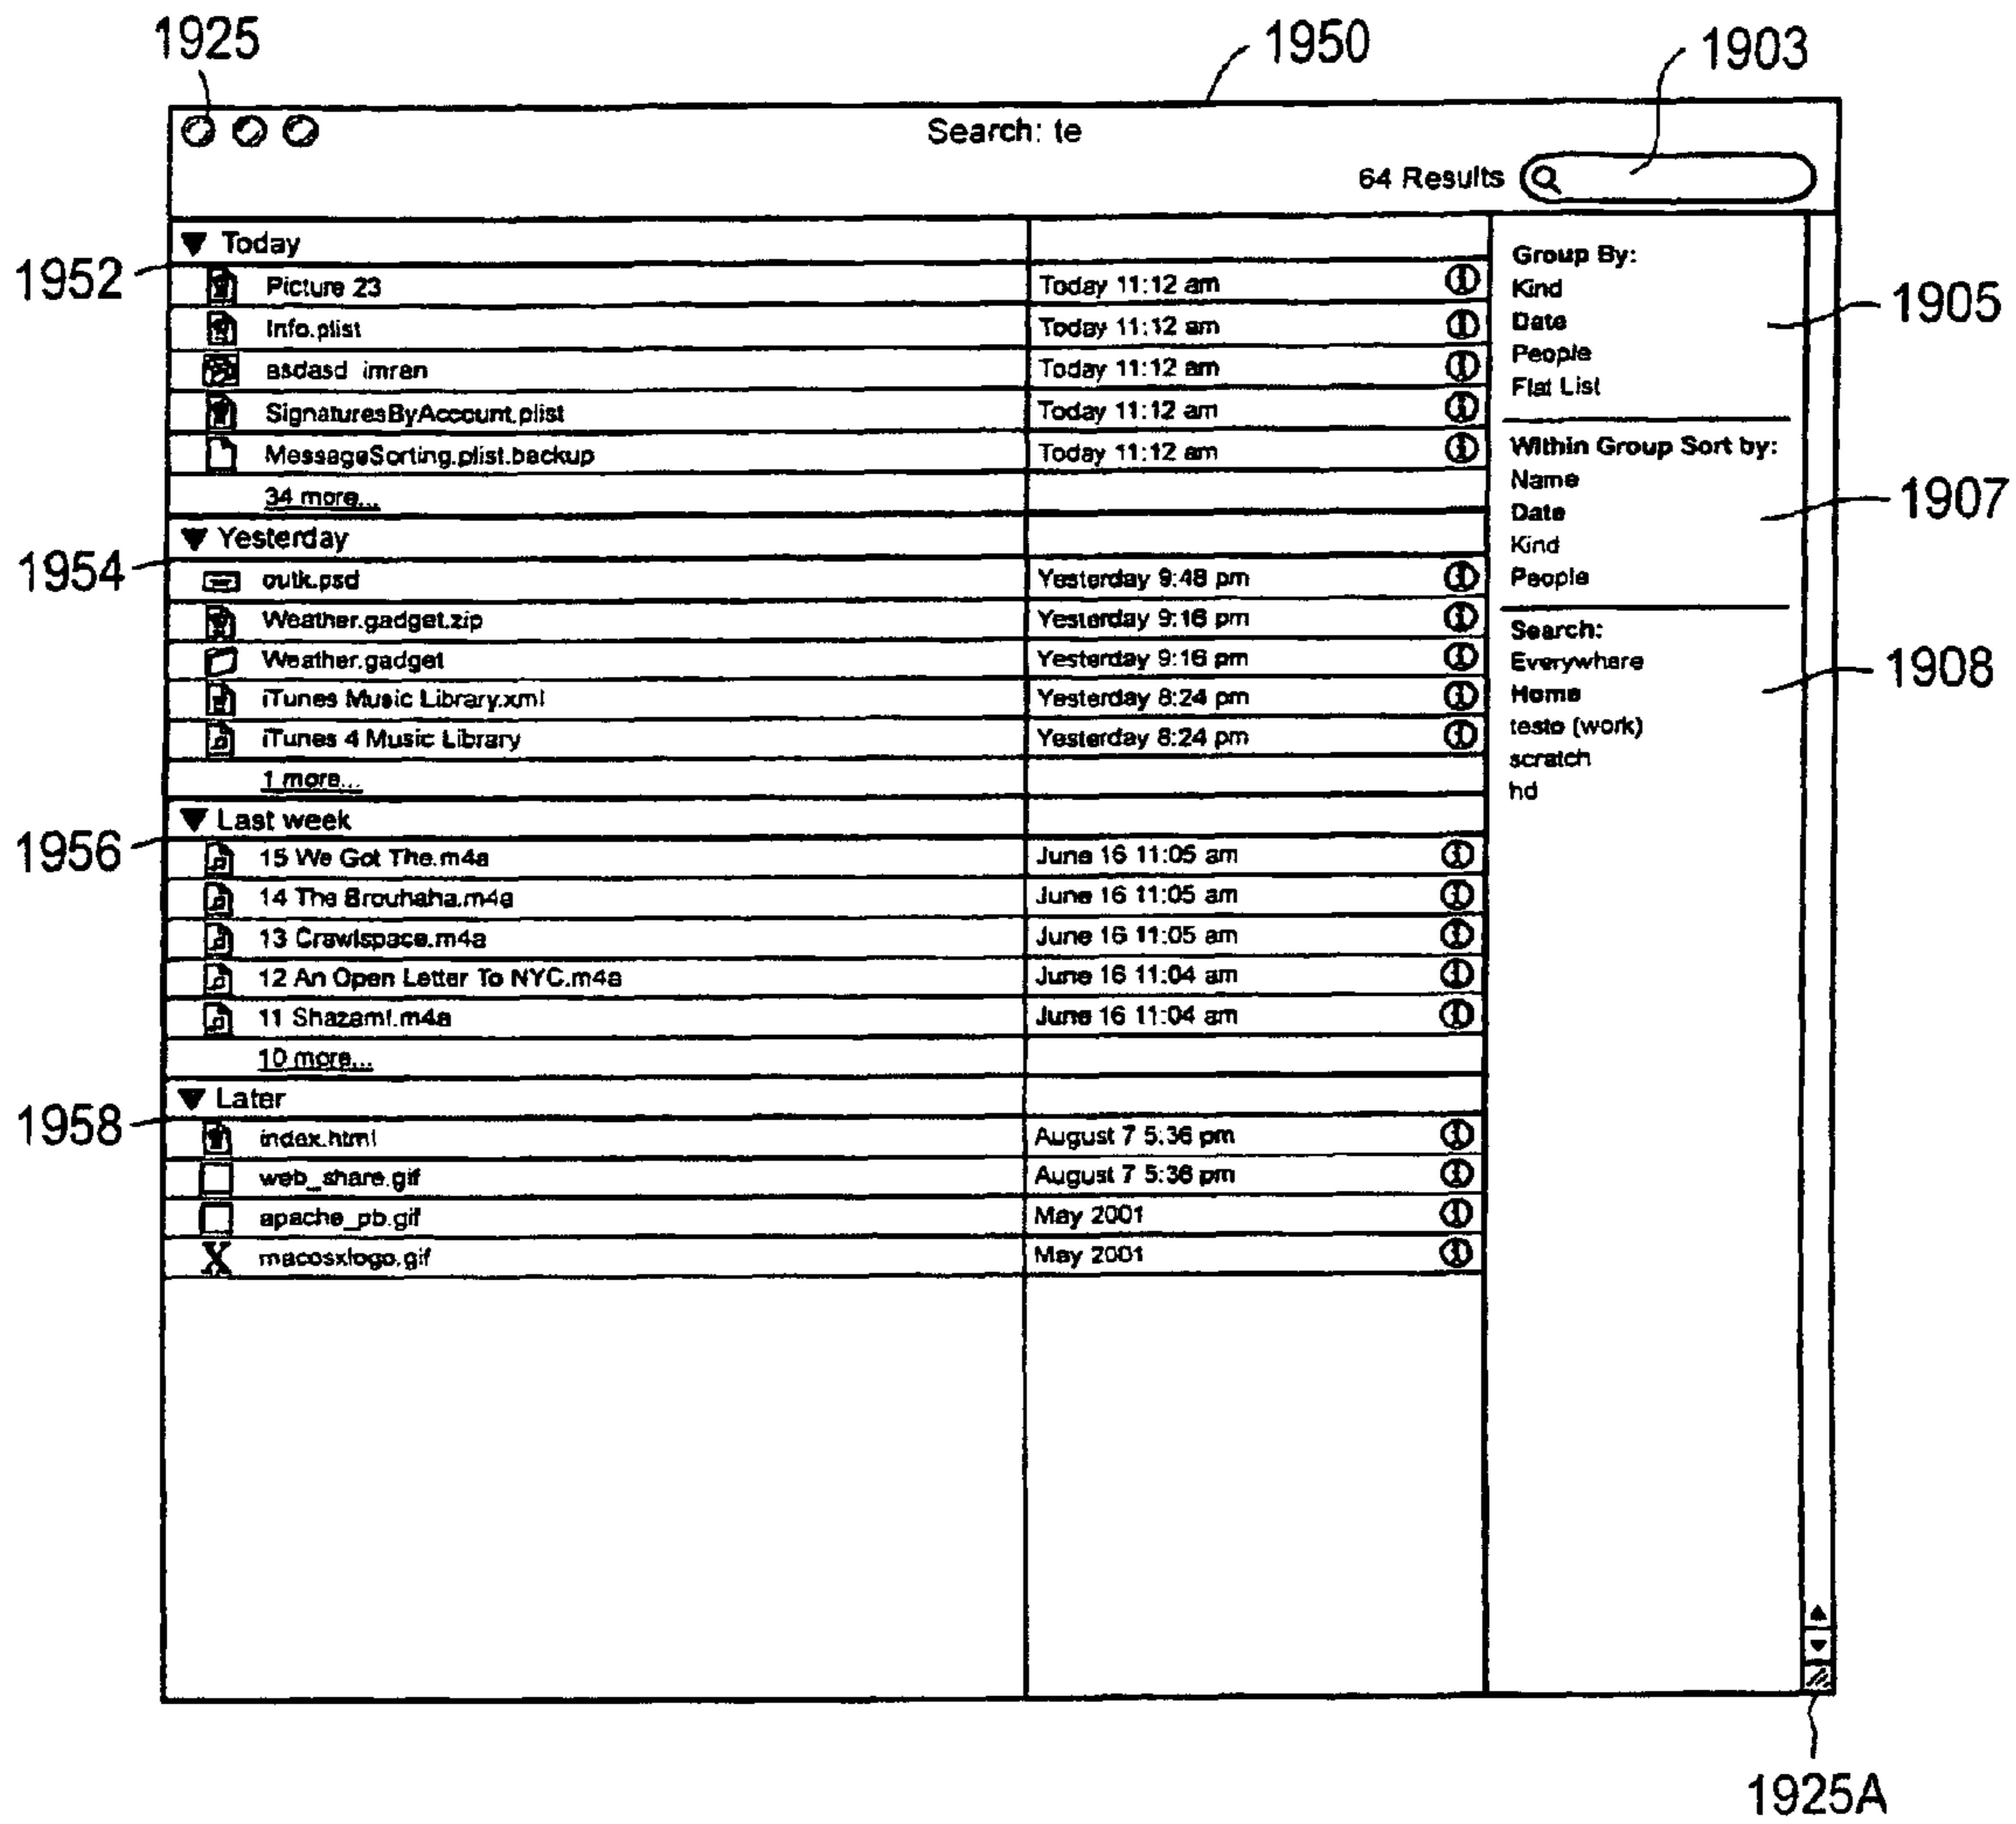 1925
1950
1903
Search: te
64 Results
Today
1952
Picture 23
Today 11:12 am
Info.plist
Today 11:12 am
asdasd imran
Today 11:12 am
SignaturesByAccount.plist
Today 11:12 am
MessageSorting.plist.backup
Today 11:12 am
34 more...
Yesterday
1954
outk.psd
Yesterday 9:48 pm
Weather.gadget.zip
Yesterday 9:16 pm
Weather.gadget
Yesterday 9:16 pm
iTunes Music Library.xml
Yesterday 8:24 pm
iTunes 4 Music Library
Yesterday 8:24 pm
1 more...
Last week
1956
15 We Got The.m4a
June 16 11:05 am
14 The Brouhaha.m4a
June 16 11:05 am
13 Crawlspace.m4a
June 16 11:05 am
12 An Open Letter To NYC.m4a
June 16 11:04 am
11 Shazam!.m4a
June 16 11:04 am
10 more...
Later
1958
index.html
August 7 5:36 pm
web_share.gif
August 7 5:36 pm
apache_pb.gif
May 2001
macosxlogo.gif
May 2001
Group By:
Kind
Date
People
Flat List
1905
Within Group Sort by:
Name
Date
Kind
People
1907
Search:
Everywhere
Home
testo (work)
scratch
hd
1908
1925A